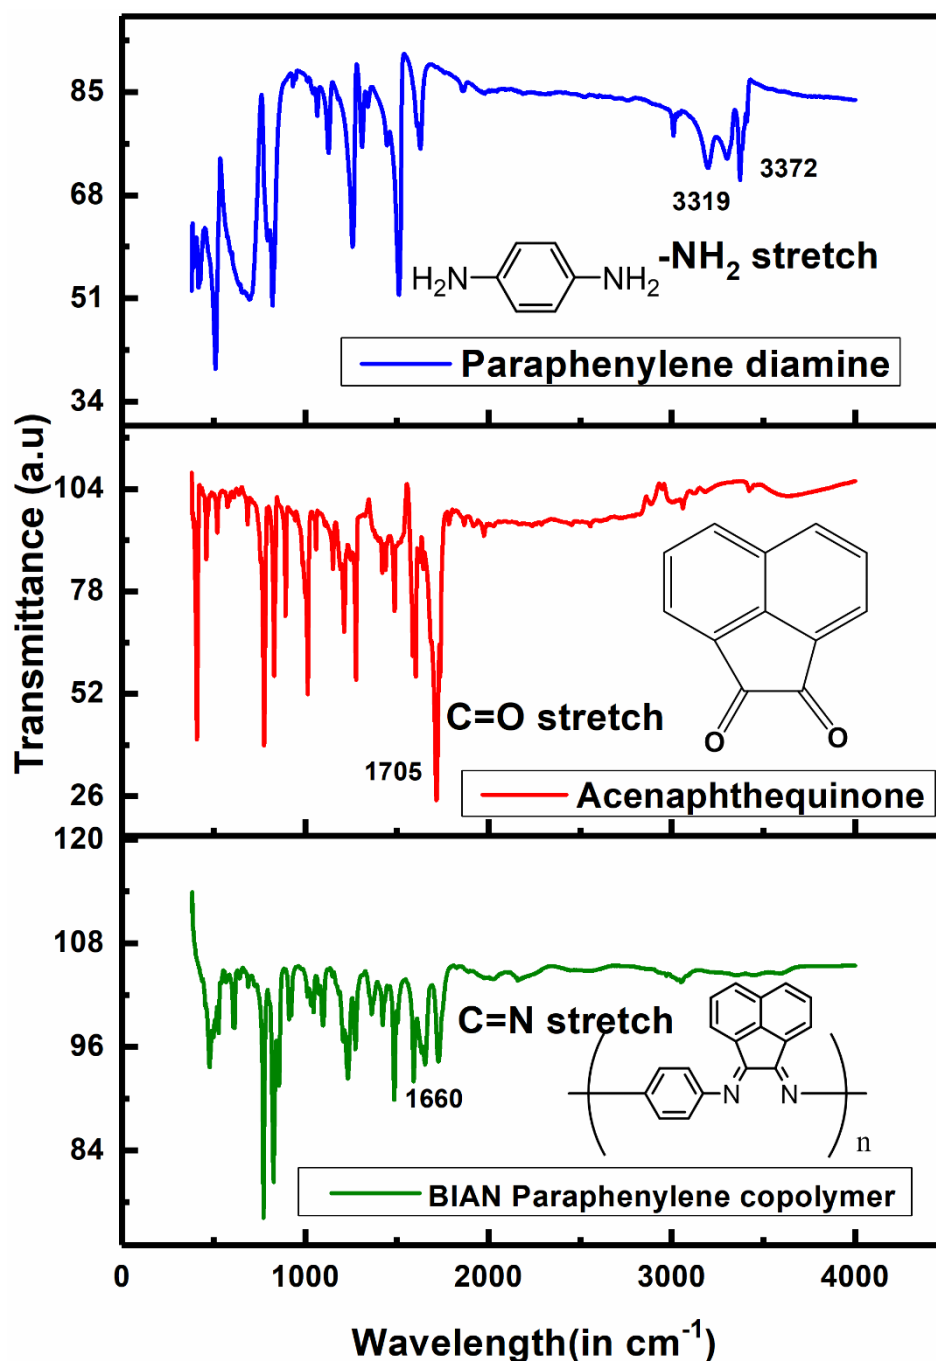 85
68
51
34
3319
3372
H2N
NH2
-NH2 stretch
Paraphenylene diamine
Transmittance (a.u)
104
78
52
26
C=O stretch
1705
O
O
Acenaphthequinone
120
108
96
84
C=N stretch
1660
N
N
n
BIAN Paraphenylene copolymer
0
1000
2000
3000
4000
Wavelength(in cm-1)